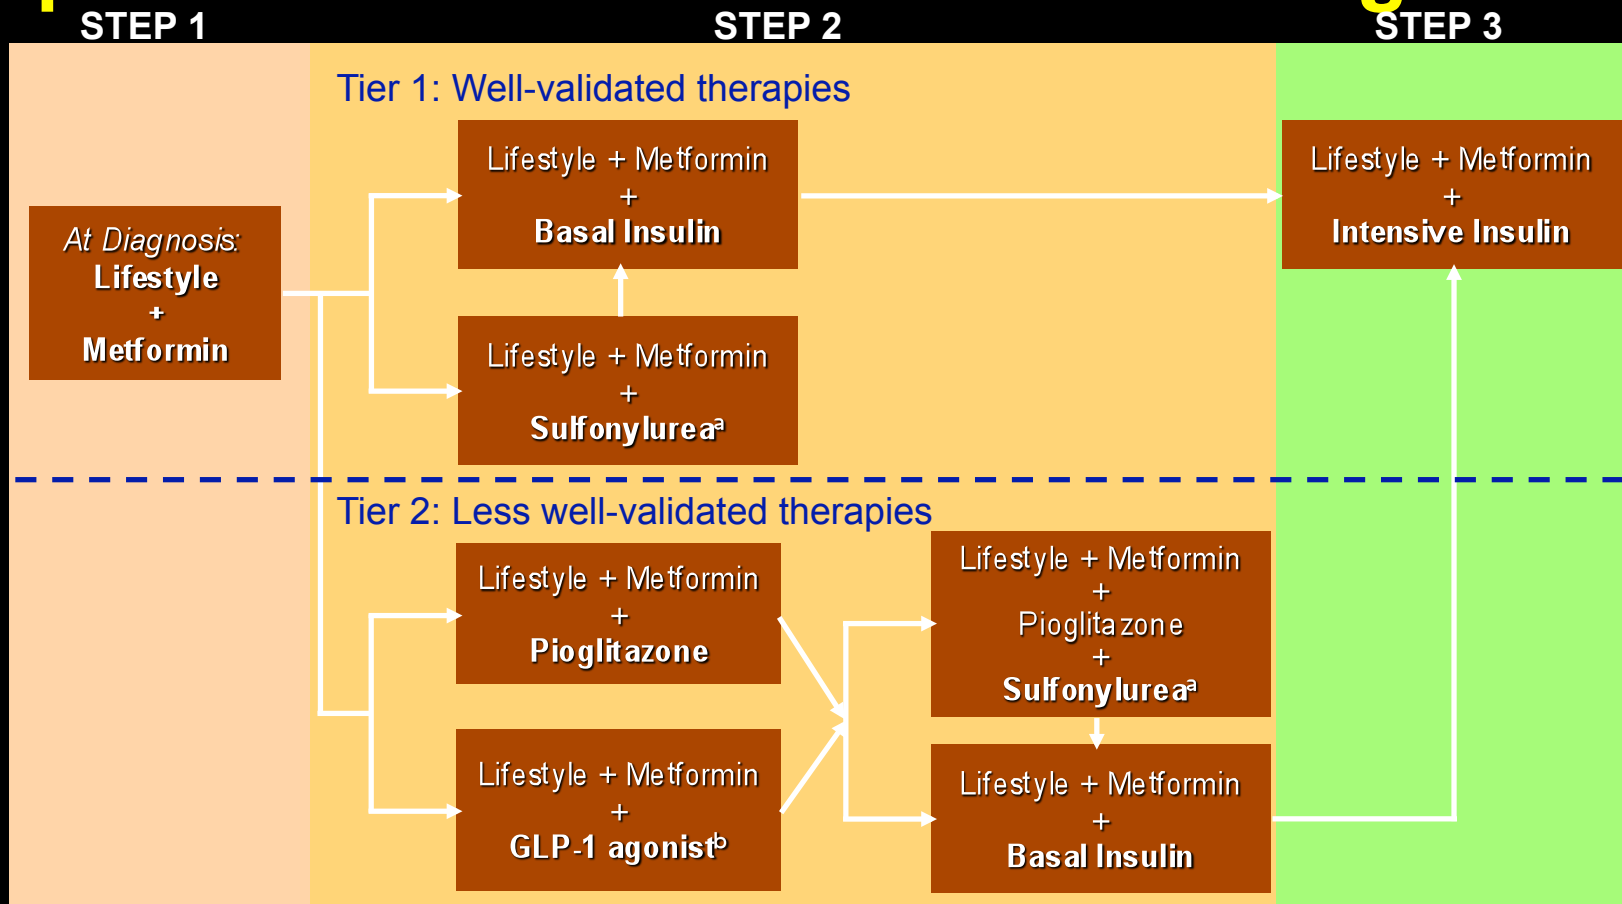 STEP 1
STEP 2
STEP 3
Tier 1: Well-validated therapies
At Diagnosis:
Lifestyle
+
Metformin
Lifestyle + Metformin
+
Basal Insulin
Lifestyle + Metformin
+
Sulfonylureaᵃ
Lifestyle + Metformin
+
Intensive Insulin
Tier 2: Less well-validated therapies
Lifestyle + Metformin
+
Pioglitazone
Lifestyle + Metformin
+
GLP-1 agonistᵇ
Lifestyle + Metformin
+
Pioglitazone
+
Sulfonylureaᵃ
Lifestyle + Metformin
+
Basal Insulin